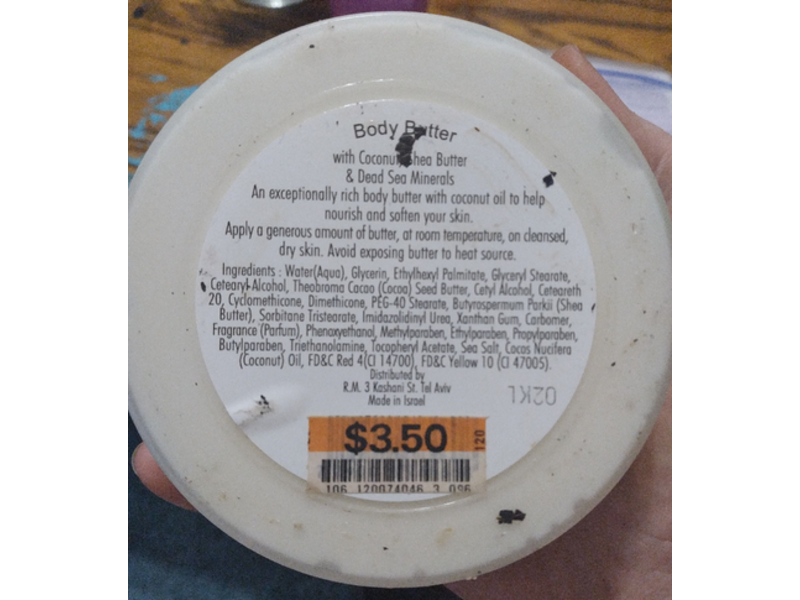 Body Butter
with Coconut, Shea Butter
& Dead Sea Minerals
An exceptionally rich body butter with coconut oil to help
nourish and soften your skin.
Apply a generous amount of butter, at room temperature, on cleansed,
dry skin. Avoid exposing butter to heat source.
Ingredients : Water(Aqua), Glycerin, Ethylhexyl Palmitate, Glyceryl Stearate,
Cetearyl Alcohol, Theobroma Cacao (Cocoa) Seed Butter, Cetyl Alcohol, Ceteareth
20, Cyclomethicone, Dimethicone, PEG-40 Stearate, Butyrospermum Parkii (Shea
Butter), Sorbitane Tristearate, Imidazolidinyl Urea, Xanthan Gum, Carbomer,
Fragrance (Parfum), Phenoxyethanol, Methylparaben, Ethylparaben, Propylparaben,
Butylparaben, Triethanolamine, Tocopheryl Acetate, Sea Salt, Cocos Nucifera
(Coconut) Oil, FD&C Red 4(CI 14700), FD&C Yellow 10 (CI 47005).
Distributed by
R.M. 3 Kashani St. Tel Aviv
Made in Israel
02KL
$3.50
120
106 120074046 3 096